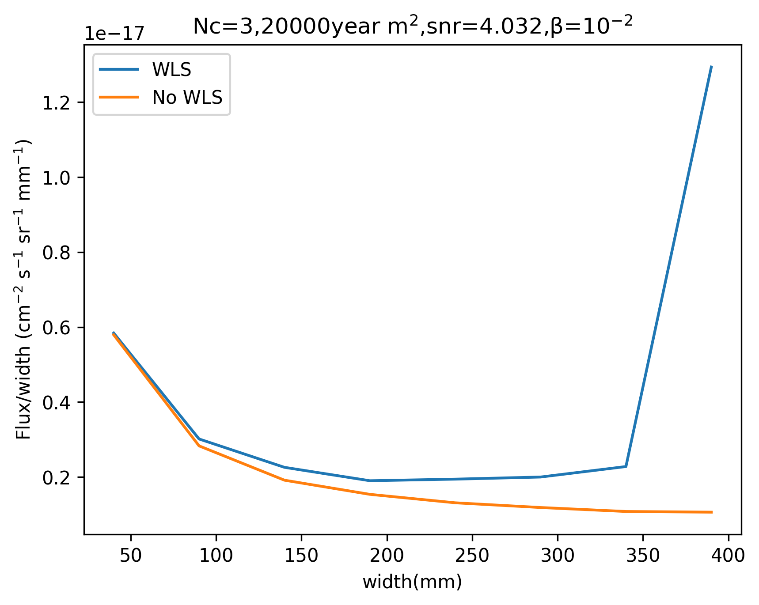 Nc=3,20000year m²,snr=4.032,β=10⁻²
1e−17
WLS
No WLS
1.2
1.0
0.8
0.6
0.4
0.2
Flux/width (cm⁻² s⁻¹ sr⁻¹ mm⁻¹)
50 100 150 200 250 300 350 400
width(mm)